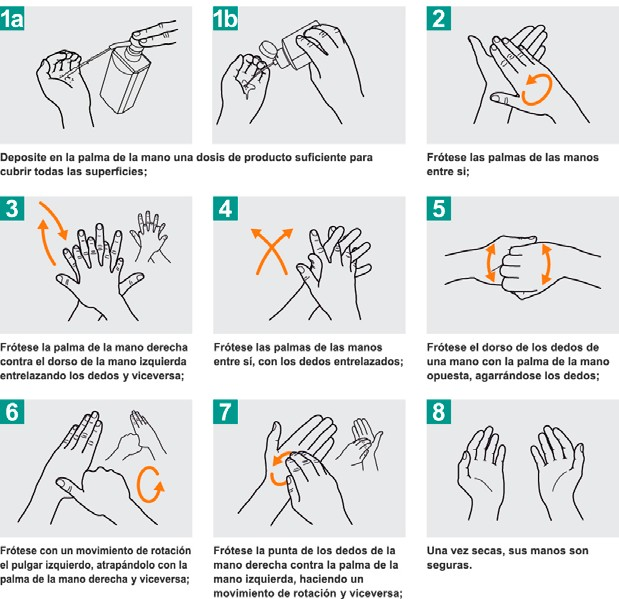 1a
1b
2
Deposite en la palma de la mano una dosis de producto suficiente para
cubrir todas las superficies;
Frótese las palmas de las manos
entre si;
3
4
5
Frótese la palma de la mano derecha
contra el dorso de la mano izquierda
entrelazando los dedos y viceversa;
Frótese las palmas de las manos
entre sí, con los dedos entrelazados;
Frótese el dorso de los dedos de
una mano con la palma de la mano
opuesta, agarrándose los dedos;
6
7
8
Frótese con un movimiento de rotación
el pulgar izquierdo, atrapándolo con la
palma de la mano derecha y viceversa;
Frótese la punta de los dedos de la
mano derecha contra la palma de la
mano izquierda, haciendo un
movimiento de rotación y viceversa;
Una vez secas, sus manos son
seguras.